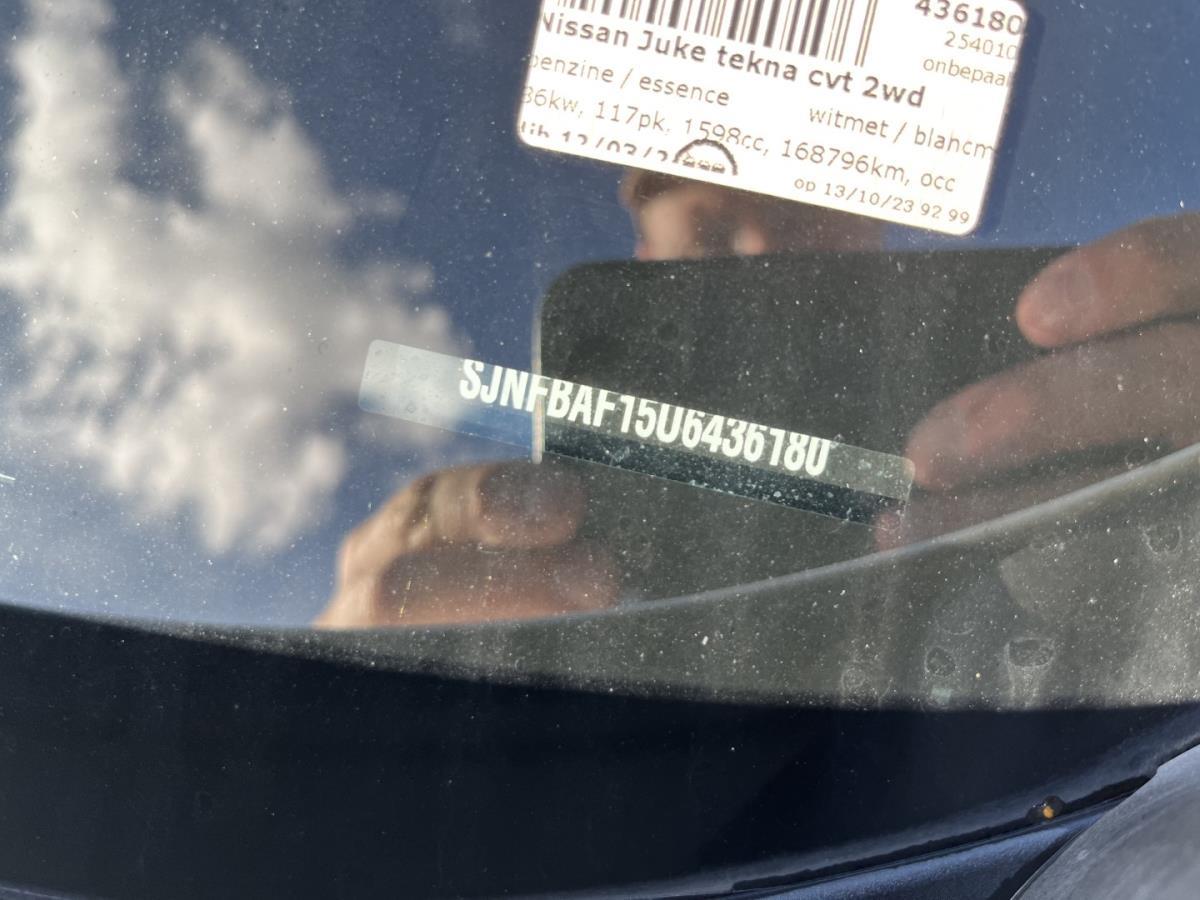 436180
254010
onbepaal
Nissan Juke tekna cvt 2wd
benzine / essence
witmet / blahcm
86kw, 117pk, 1598cc, 168796km, occ
op 13/10/23 92 99
SJNFBAF15U6436180